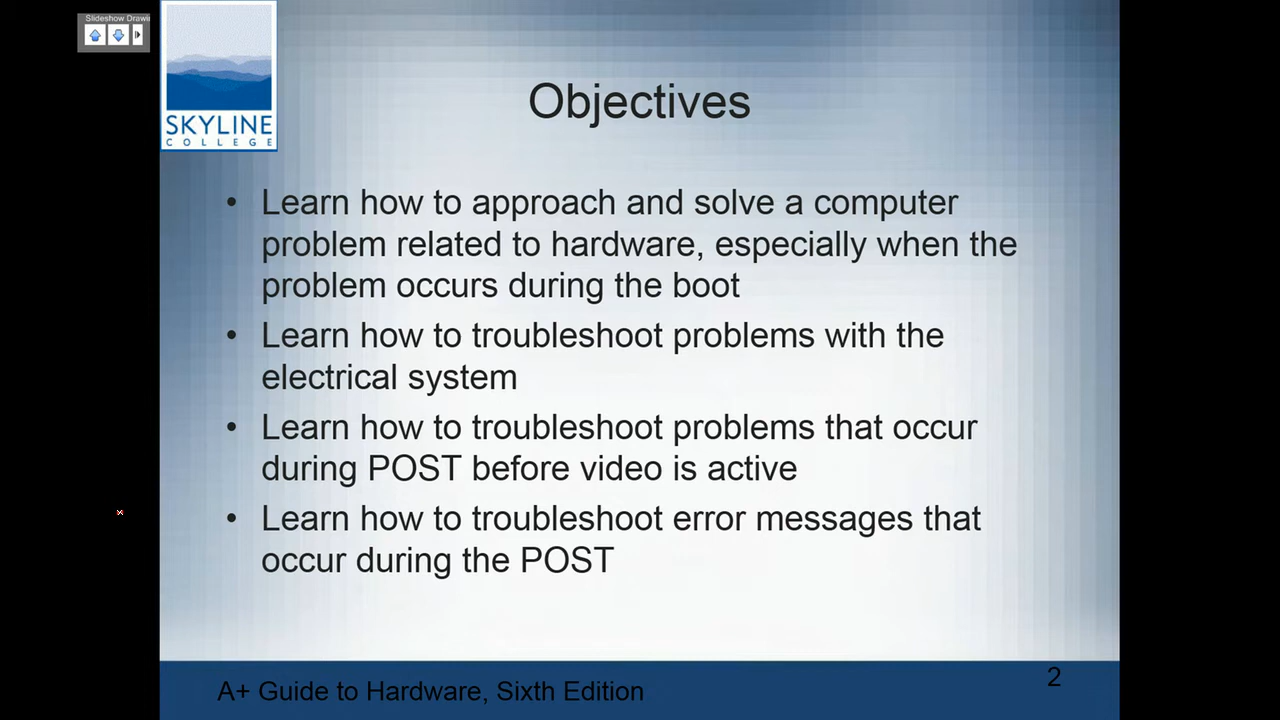 Slideshow Drawi
SKYLINE
COLLEGE
Objectives
• Learn how to approach and solve a computer
problem related to hardware, especially when the
problem occurs during the boot
• Learn how to troubleshoot problems with the
electrical system
• Learn how to troubleshoot problems that occur
during POST before video is active
• Learn how to troubleshoot error messages that
occur during the POST
A+ Guide to Hardware, Sixth Edition
2